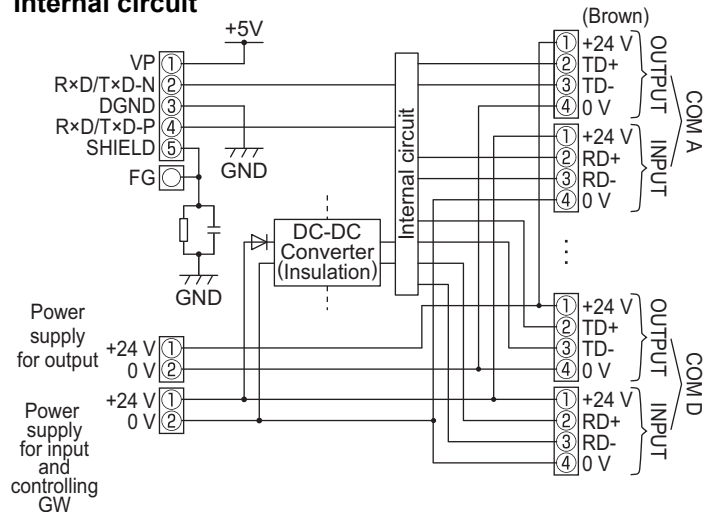 Internal circuit
(Brown)
+5V
VP ①
R×D/T×D-N ②
DGND ③
R×D/T×D-P ④
SHIELD ⑤
FG
GND
GND
DC-DC
Converter
(Insulation)
Internal circuit
① +24 V
② TD+
③ TD-
④ 0 V
OUTPUT
① +24 V
② RD+
③ RD-
④ 0 V
INPUT
COM A
① +24 V
② TD+
③ TD-
④ 0 V
OUTPUT
① +24 V
② RD+
③ RD-
④ 0 V
INPUT
COM D
Power
supply
for output
+24 V ①
0 V ②
Power
supply
for input
and
controlling
GW
+24 V ①
0 V ②